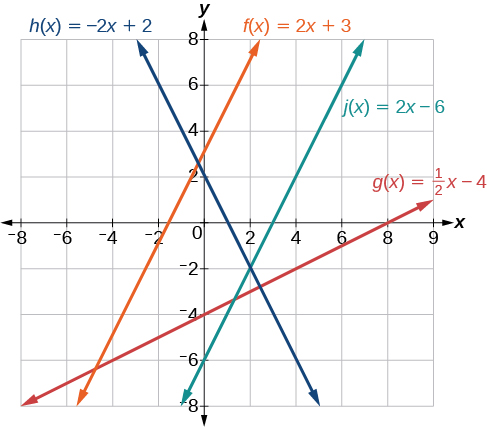 y
h(x) = −2x + 2
f(x) = 2x + 3
8
6
j(x) = 2x − 6
4
2
g(x) = 1/2 x − 4
−8 −6 −4 −2 0 2 4 6 8 9 x
−2
−4
−6
−8